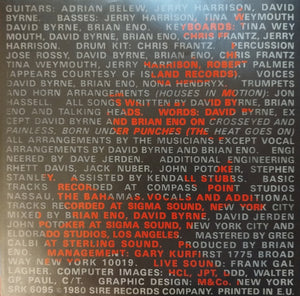 GUITARS: ADRIAN BELEW, JERRY HARRISON, DAVID
BYRNE. BASSES: JERRY HARRISON, TINA WEYMOUTH,
DAVID BYRNE, BRIAN ENO. KEYBOARDS: TINA WEY
MOUTH, DAVID BYRNE, BRIAN ENO, CHRIS FRANTZ, JERRY
HARRISON. DRUM KIT: CHRIS FRANTZ. PERCUSSION
JOSE ROSSY, DAVID BYRNE, BRIAN ENO, CHRIS FRANTZ
TINA WEYMOUTH, JERRY HARRISON, ROBERT PALMER
(APPEARS COURTESY OF ISLAND RECORDS). VOICES
DAVID BYRNE, BRIAN ENO, NONA HENDRYX. TRUMPETS
AND HORN ARRANGEMENTS (HOUSES IN MOTION): JON
HASSELL. ALL SONGS WRITTEN BY DAVID BYRNE, BRIAN
ENO AND TALKING HEADS. WORDS: DAVID BYRNE, EX
CEPT DAVID BYRNE AND BRIAN ENO ON CROSSEYED AND
PAINLESS, BORN UNDER PUNCHES (THE HEAT GOES ON)
ALL ARRANGEMENTS BY THE MUSICIANS EXCEPT VOCAL
ARRANGEMENTS BY DAVID BYRNE AND BRIAN ENO. ENGI
NEERED BY DAVE JERDEN. ADDITIONAL ENGINEERING
RHETT DAVIS, JACK NUBER, JOHN POTOKER, STEPHEN
STANLEY. ASSISTED BY KENDALL STUBBS. BASIC
TRACKS RECORDED AT COMPASS POINT STUDIOS
NASSAU, THE BAHAMAS. VOCALS AND ADDITIONAL
TRACKS RECORDED AT SIGMA SOUND, NEW YORK CITY
MIXED BY BRIAN ENO, DAVID BYRNE, DAVE JERDEN AND
JOHN POTOKER AT SIGMA SOUND, NEW YORK CITY AND
ELDORADO STUDIOS, LOS ANGELES. MASTERED BY GREG
CALBI AT STERLING SOUND. PRODUCED BY BRIAN
ENO. MANAGEMENT: GARY KURFIRST 1775 BROAD
WAY NEW YORK 10019. LIVE SOUND: FRANK GAL
LAGHER. COMPUTER IMAGES: HCL, JPT, DDD, WALTER
GP, PAUL, C/T. GRAPHIC DESIGN: M&CO. NEW YORK
SRK 6095 ©1980 SIRE RECORDS COMPANY. PRINTED IN E.U.